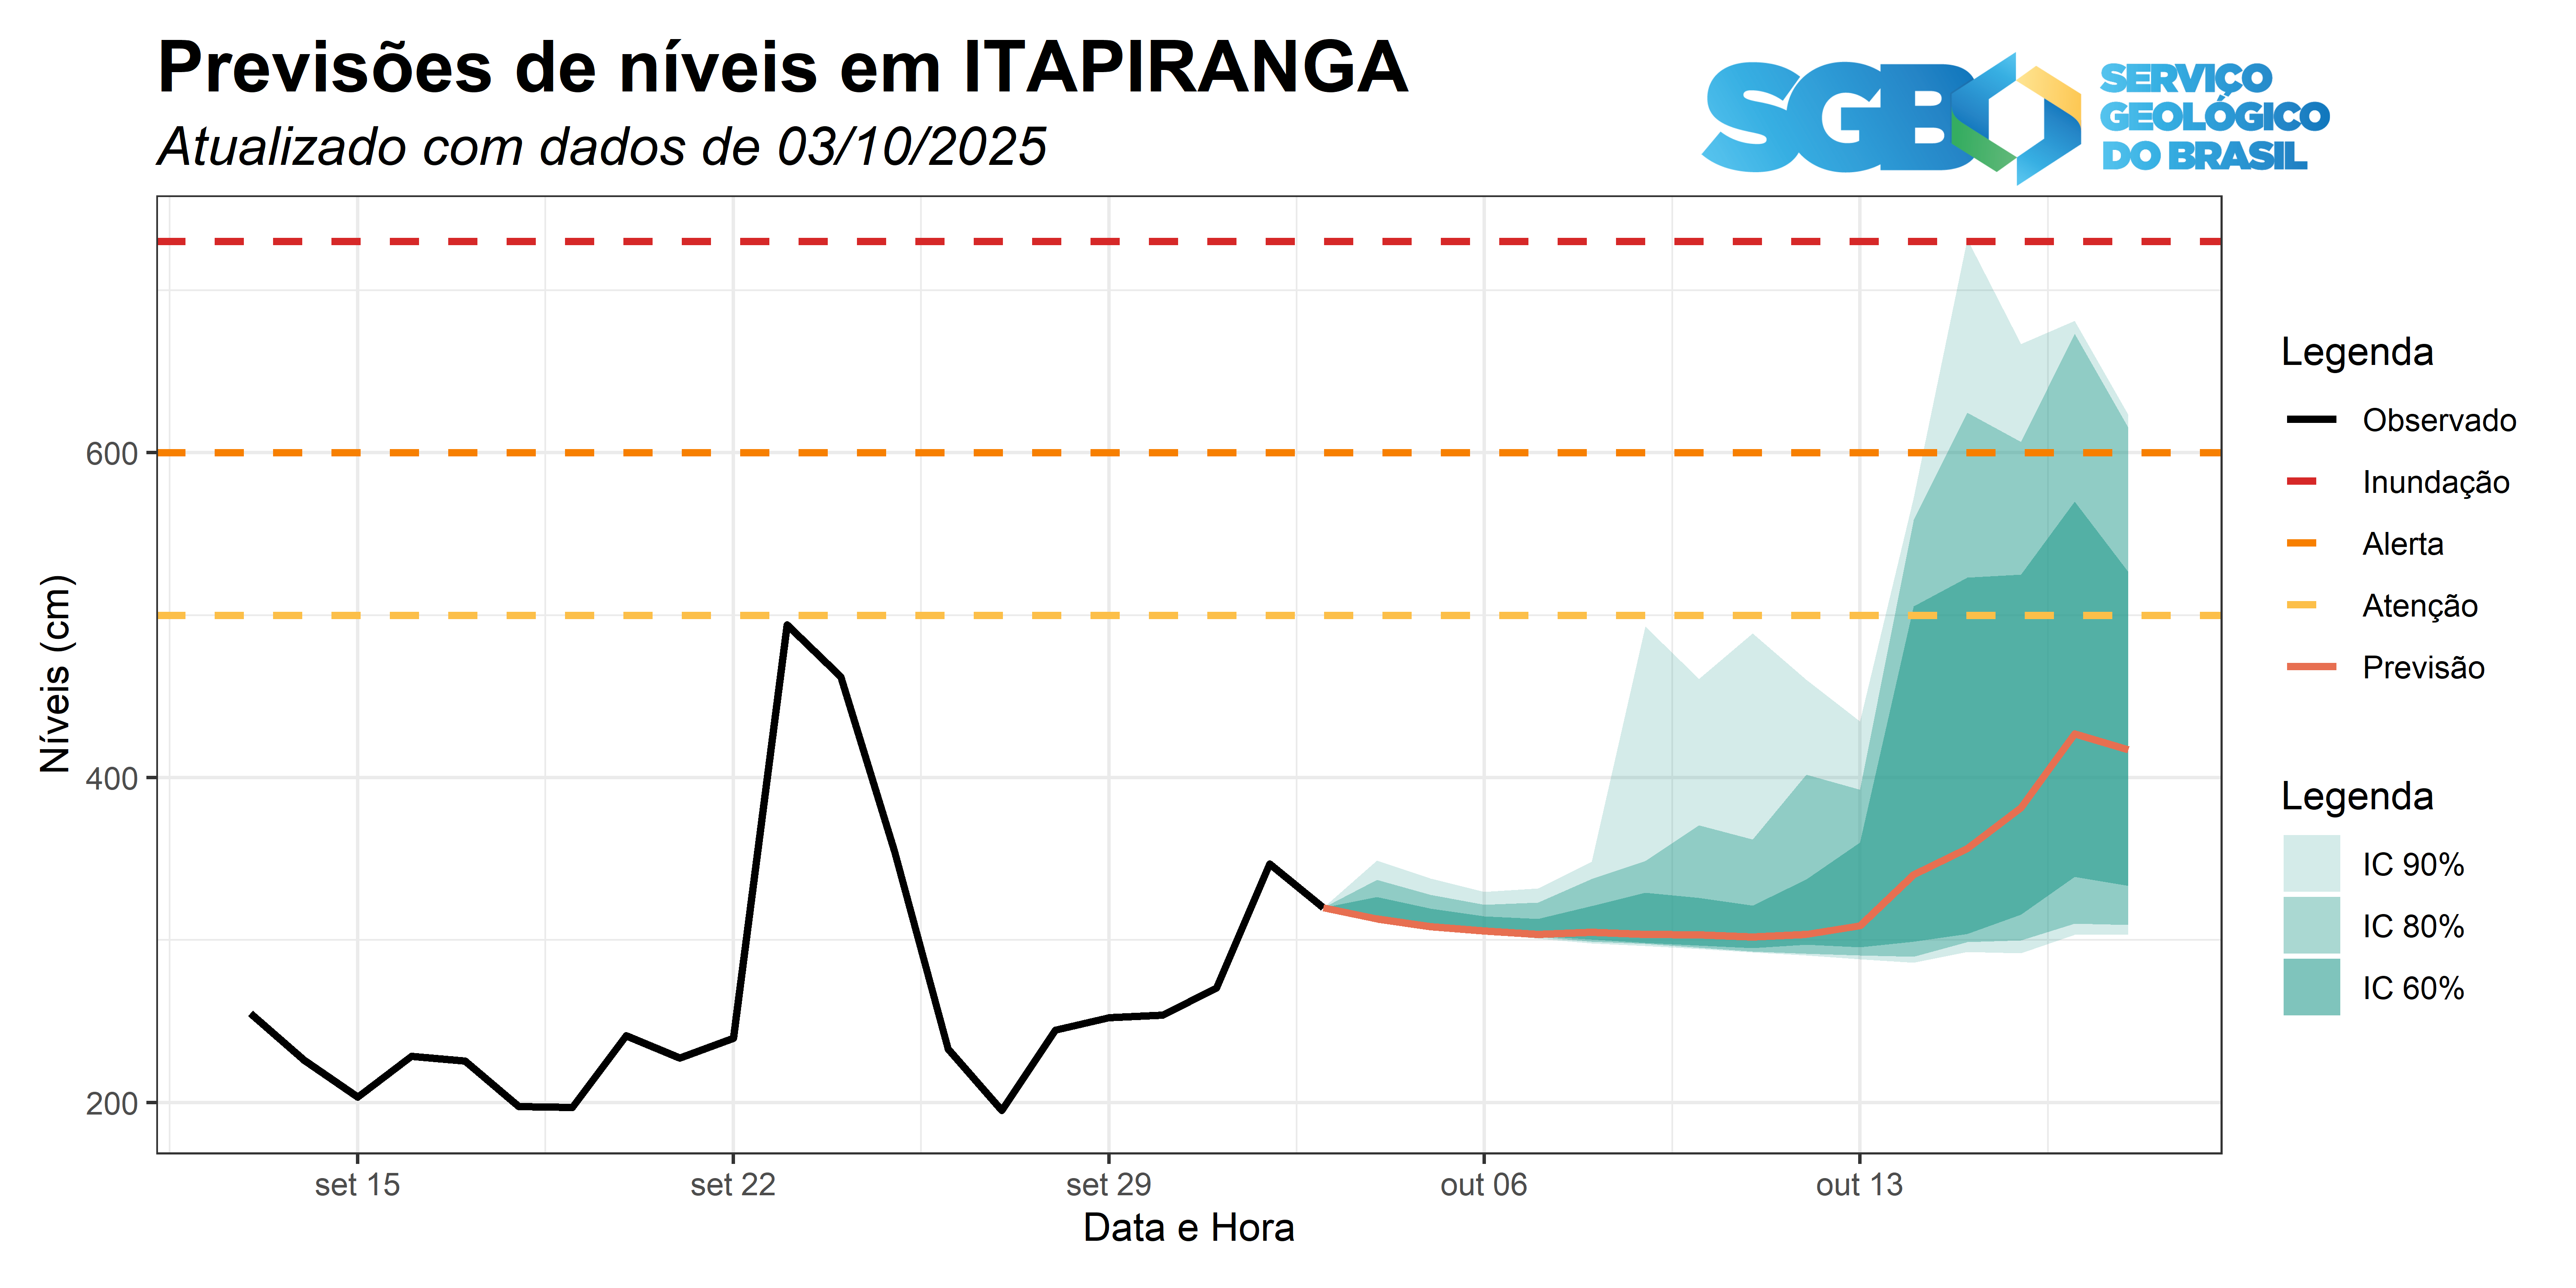 Previsões de níveis em ITAPIRANGA
Atualizado com dados de 03/10/2025
SGB
SERVIÇO
GEOLÓGICO
DO BRASIL
Níveis (cm)
600
400
200
set 15
set 22
set 29
out 06
out 13
Data e Hora
Legenda
Observado
Inundação
Alerta
Atenção
Previsão
Legenda
IC 90%
IC 80%
IC 60%